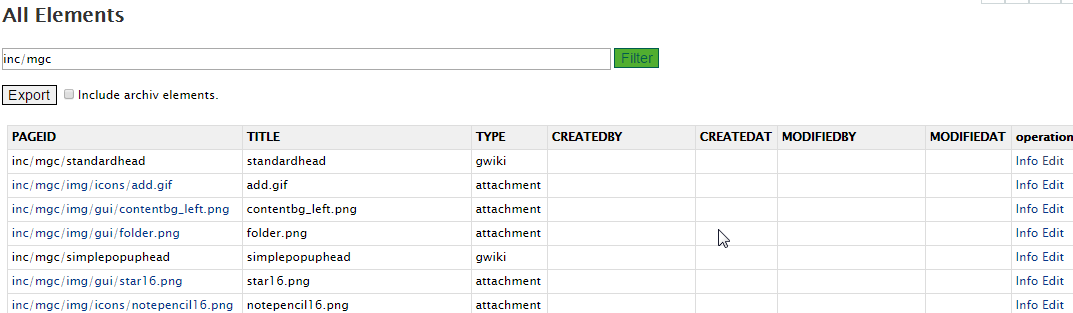 All Elements
inc/mgc Filter
Export Include archiv elements.
PAGEID TITLE TYPE CREATEDBY CREATEDAT MODIFIEDBY MODIFIEDAT operation
inc/mgc/standardhead standardhead gwiki Info Edit
inc/mgc/img/icons/add.gif add.gif attachment Info Edit
inc/mgc/img/gui/contentbg_left.png contentbg_left.png attachment Info Edit
inc/mgc/img/gui/folder.png folder.png attachment Info Edit
inc/mgc/simplepopuphead simplepopuphead gwiki Info Edit
inc/mgc/img/gui/star16.png star16.png attachment Info Edit
inc/mgc/img/icons/notepencil16.png notepencil16.png attachment Info Edit